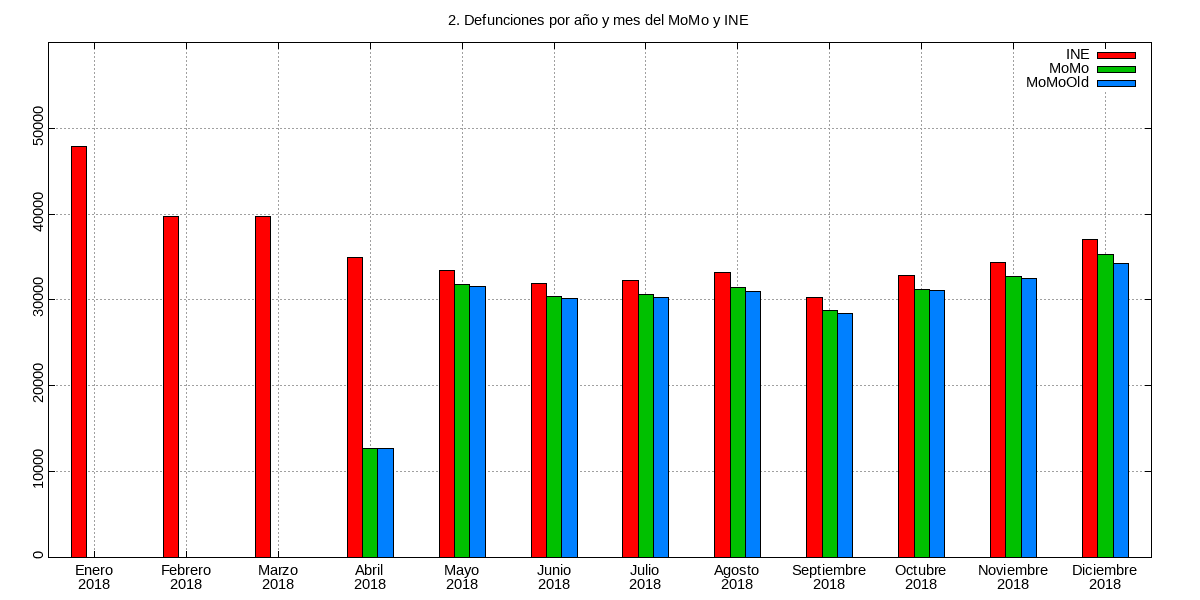 2. Defunciones por año y mes del MoMo y INE
INE
MoMo
MoMoOld
50000
40000
30000
20000
10000
0
Enero Febrero Marzo Abril Mayo Junio Julio Agosto Septiembre Octubre Noviembre Diciembre
2018 2018 2018 2018 2018 2018 2018 2018 2018 2018 2018 2018